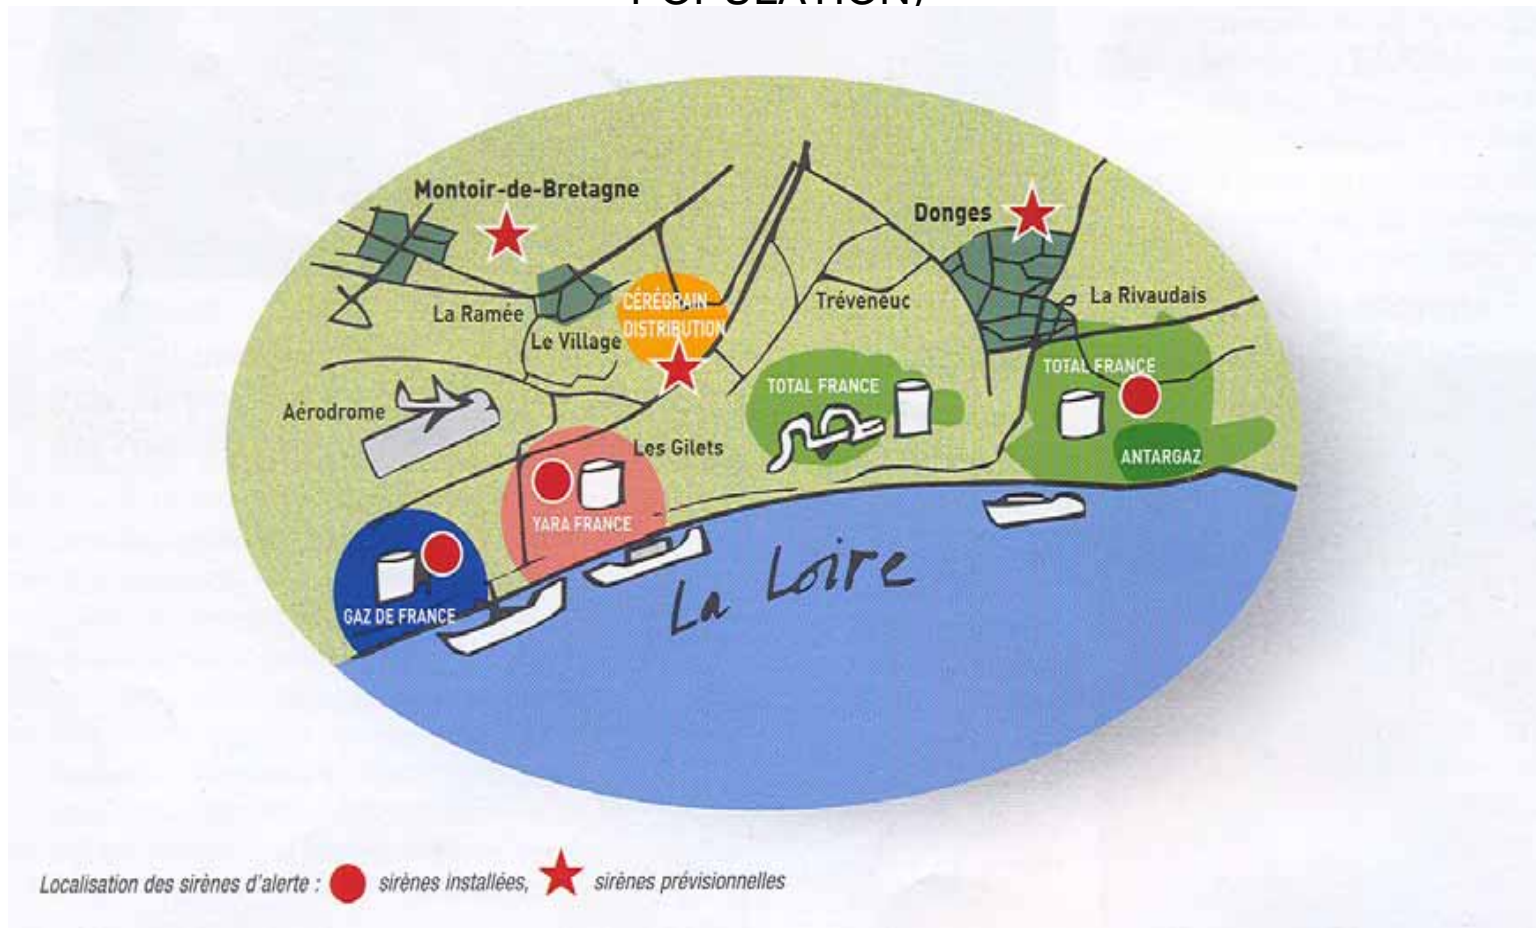 POPULATION)
Montoir-de-Bretagne
Donges
La Ramée
Le Village
CÉRÉGRAIN
DISTRIBUTION
Tréveneuc
La Rivaudais
Aérodrome
TOTAL FRANCE
TOTAL FRANCE
Les Gilets
ANTARGAZ
YARA FRANCE
GAZ DE FRANCE
La Loire
Localisation des sirènes d'alerte : sirènes installées, sirènes prévisionnelles